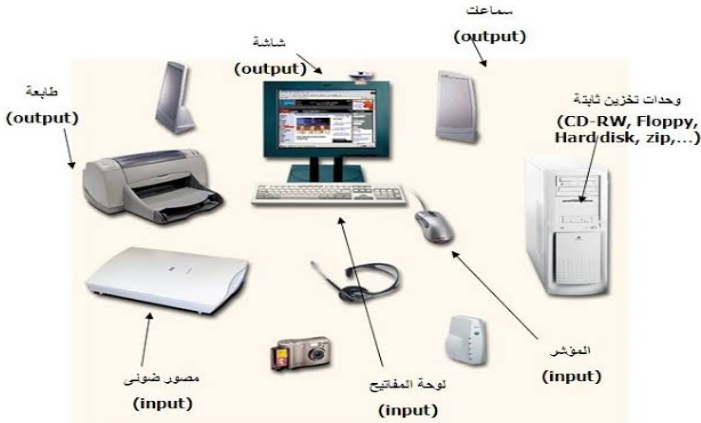 سماعات
(output)
شاشة
(output)
طابعة
(output)
وحدات تخزين ثابتة
(CD-RW, Floppy,
Hard disk, zip,...)
المؤشر
(input)
مصور ضوئى
(input)
لوحة المفاتيح
(input)